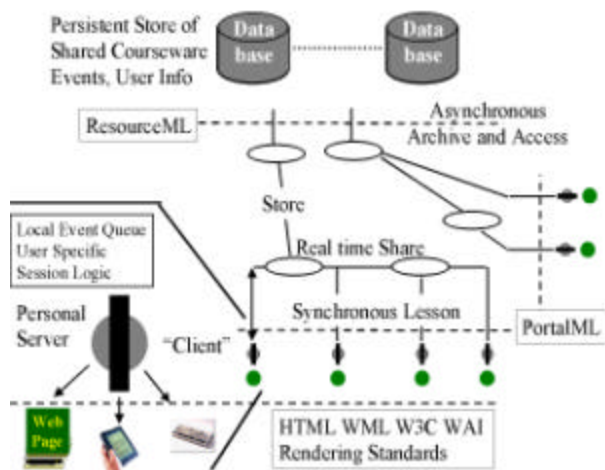 Persistent Store of
Shared Courseware
Events, User Info
Data
base
Data
base
ResourceML
Asynchronous
Archive and Access
Store
Local Event Queue
User Specific
Session Logic
Real time Share
Personal
Server
"Client"
Synchronous Lesson
PortalML
Web
Page
HTML WML W3C WAI
Rendering Standards